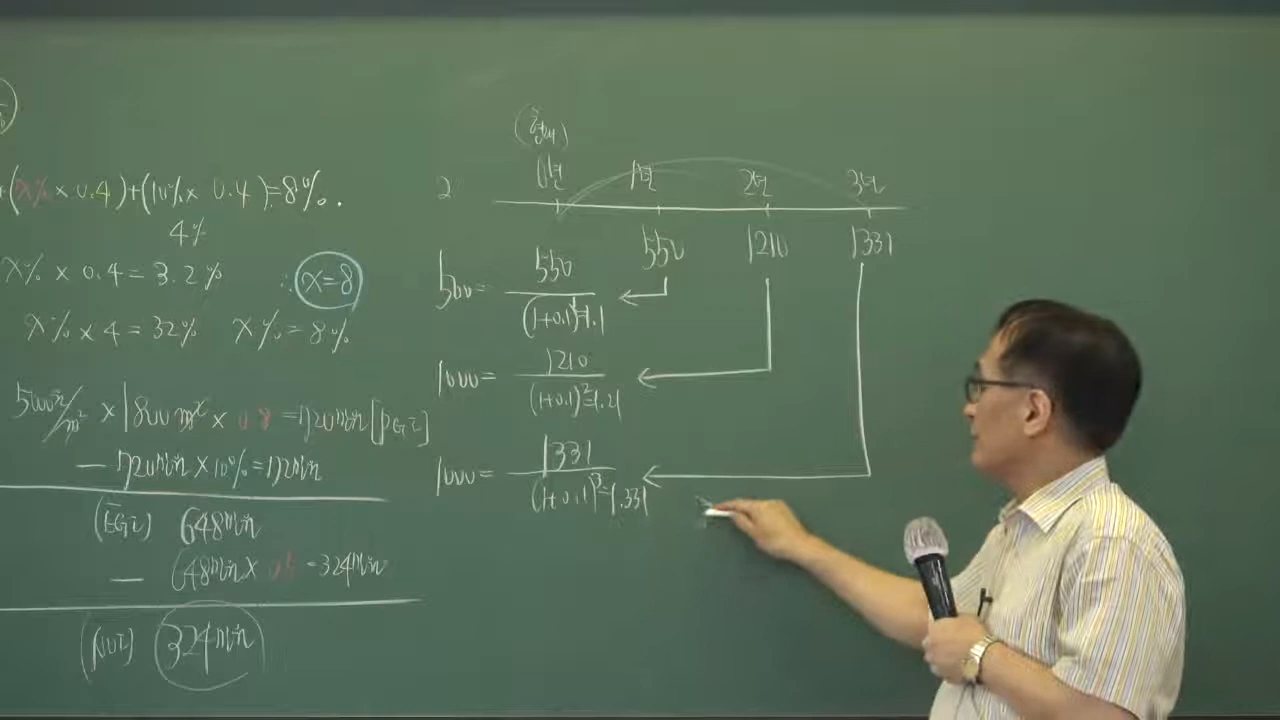 +(x%×0.4)+(10%×0.4)=8%.
4%
x%×0.4=3.2% ∴ x=8
x%×4=32% x%=8%
5000원/m²×1800m²×0.8=720만원[PGI]
-720만원×10%=72만원
(EGI) 648만원
- 648만원×0.5=324만원
(NOI) 324만원
2
(현재)
0년 1년 2년 3년
550 1210 1331
500= 550
(1+0.1)¹=1.1
1000= 1210
(1+0.1)²=1.21
1000= 1331
(1+0.1)³=1.331